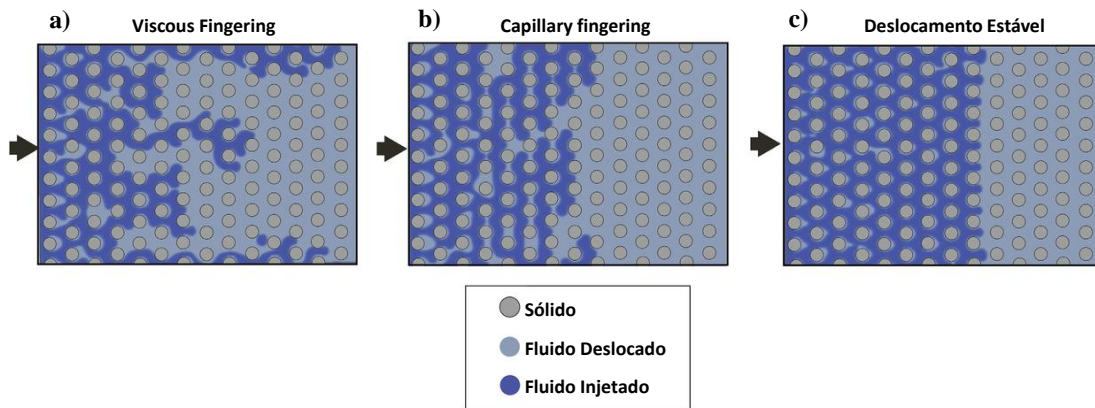 a)
Viscous Fingering
b)
Capillary fingering
c)
Deslocamento Estável
Sólido
Fluido Deslocado
Fluido Injetado